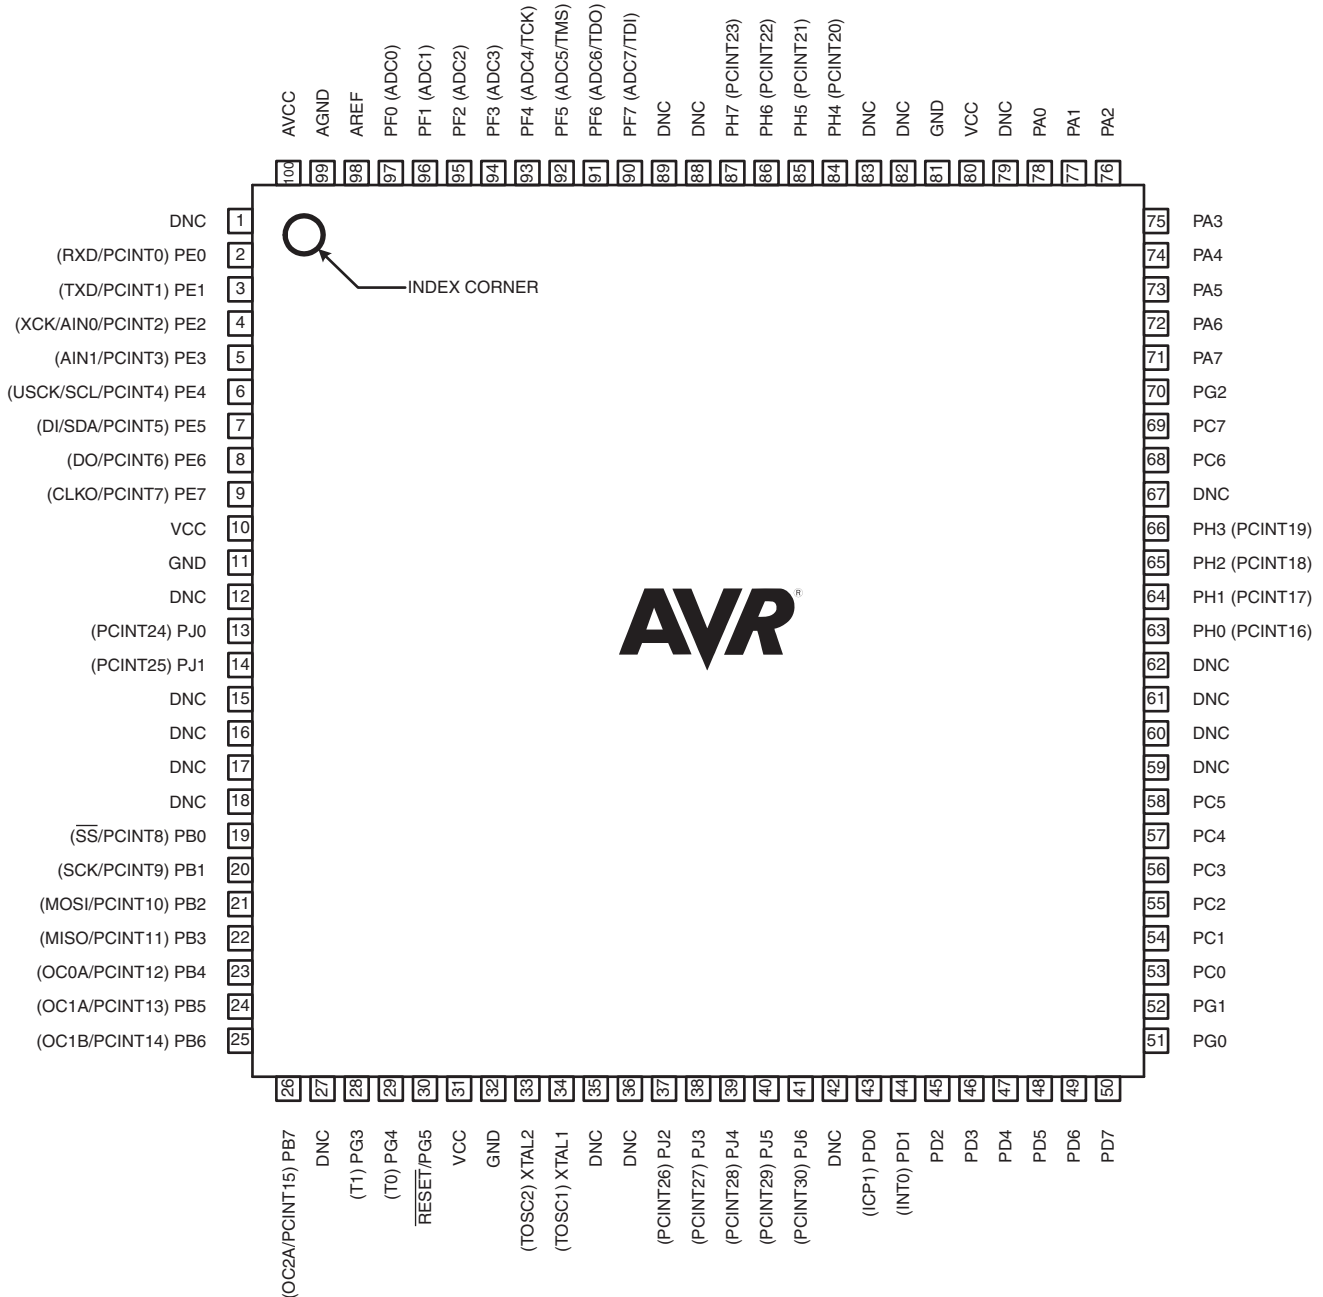 AVCC
AGND
AREF
PF0 (ADC0)
PF1 (ADC1)
PF2 (ADC2)
PF3 (ADC3)
PF4 (ADC4/TCK)
PF5 (ADC5/TMS)
PF6 (ADC6/TDO)
PF7 (ADC7/TDI)
DNC
DNC
PH7 (PCINT23)
PH6 (PCINT22)
PH5 (PCINT21)
PH4 (PCINT20)
DNC
DNC
GND
VCC
DNC
PA0
PA1
PA2
100
99
98
97
96
95
94
93
92
91
90
89
88
87
86
85
84
83
82
81
80
79
78
77
76
DNC 1
(RXD/PCINT0) PE0 2
(TXD/PCINT1) PE1 3
(XCK/AIN0/PCINT2) PE2 4
(AIN1/PCINT3) PE3 5
(USCK/SCL/PCINT4) PE4 6
(DI/SDA/PCINT5) PE5 7
(DO/PCINT6) PE6 8
(CLKO/PCINT7) PE7 9
VCC 10
GND 11
DNC 12
(PCINT24) PJ0 13
(PCINT25) PJ1 14
DNC 15
DNC 16
DNC 17
DNC 18
(SS/PCINT8) PB0 19
(SCK/PCINT9) PB1 20
(MOSI/PCINT10) PB2 21
(MISO/PCINT11) PB3 22
(OC0A/PCINT12) PB4 23
(OC1A/PCINT13) PB5 24
(OC1B/PCINT14) PB6 25
INDEX CORNER
AVR®
75 PA3
74 PA4
73 PA5
72 PA6
71 PA7
70 PG2
69 PC7
68 PC6
67 DNC
66 PH3 (PCINT19)
65 PH2 (PCINT18)
64 PH1 (PCINT17)
63 PH0 (PCINT16)
62 DNC
61 DNC
60 DNC
59 DNC
58 PC5
57 PC4
56 PC3
55 PC2
54 PC1
53 PC0
52 PG1
51 PG0
26
27
28
29
30
31
32
33
34
35
36
37
38
39
40
41
42
43
44
45
46
47
48
49
50
(OC2A/PCINT15) PB7
DNC
(T1) PG3
(T0) PG4
RESET/PG5
VCC
GND
(TOSC2) XTAL2
(TOSC1) XTAL1
DNC
DNC
(PCINT26) PJ2
(PCINT27) PJ3
(PCINT28) PJ4
(PCINT29) PJ5
(PCINT30) PJ6
DNC
(ICP1) PD0
(INT0) PD1
PD2
PD3
PD4
PD5
PD6
PD7